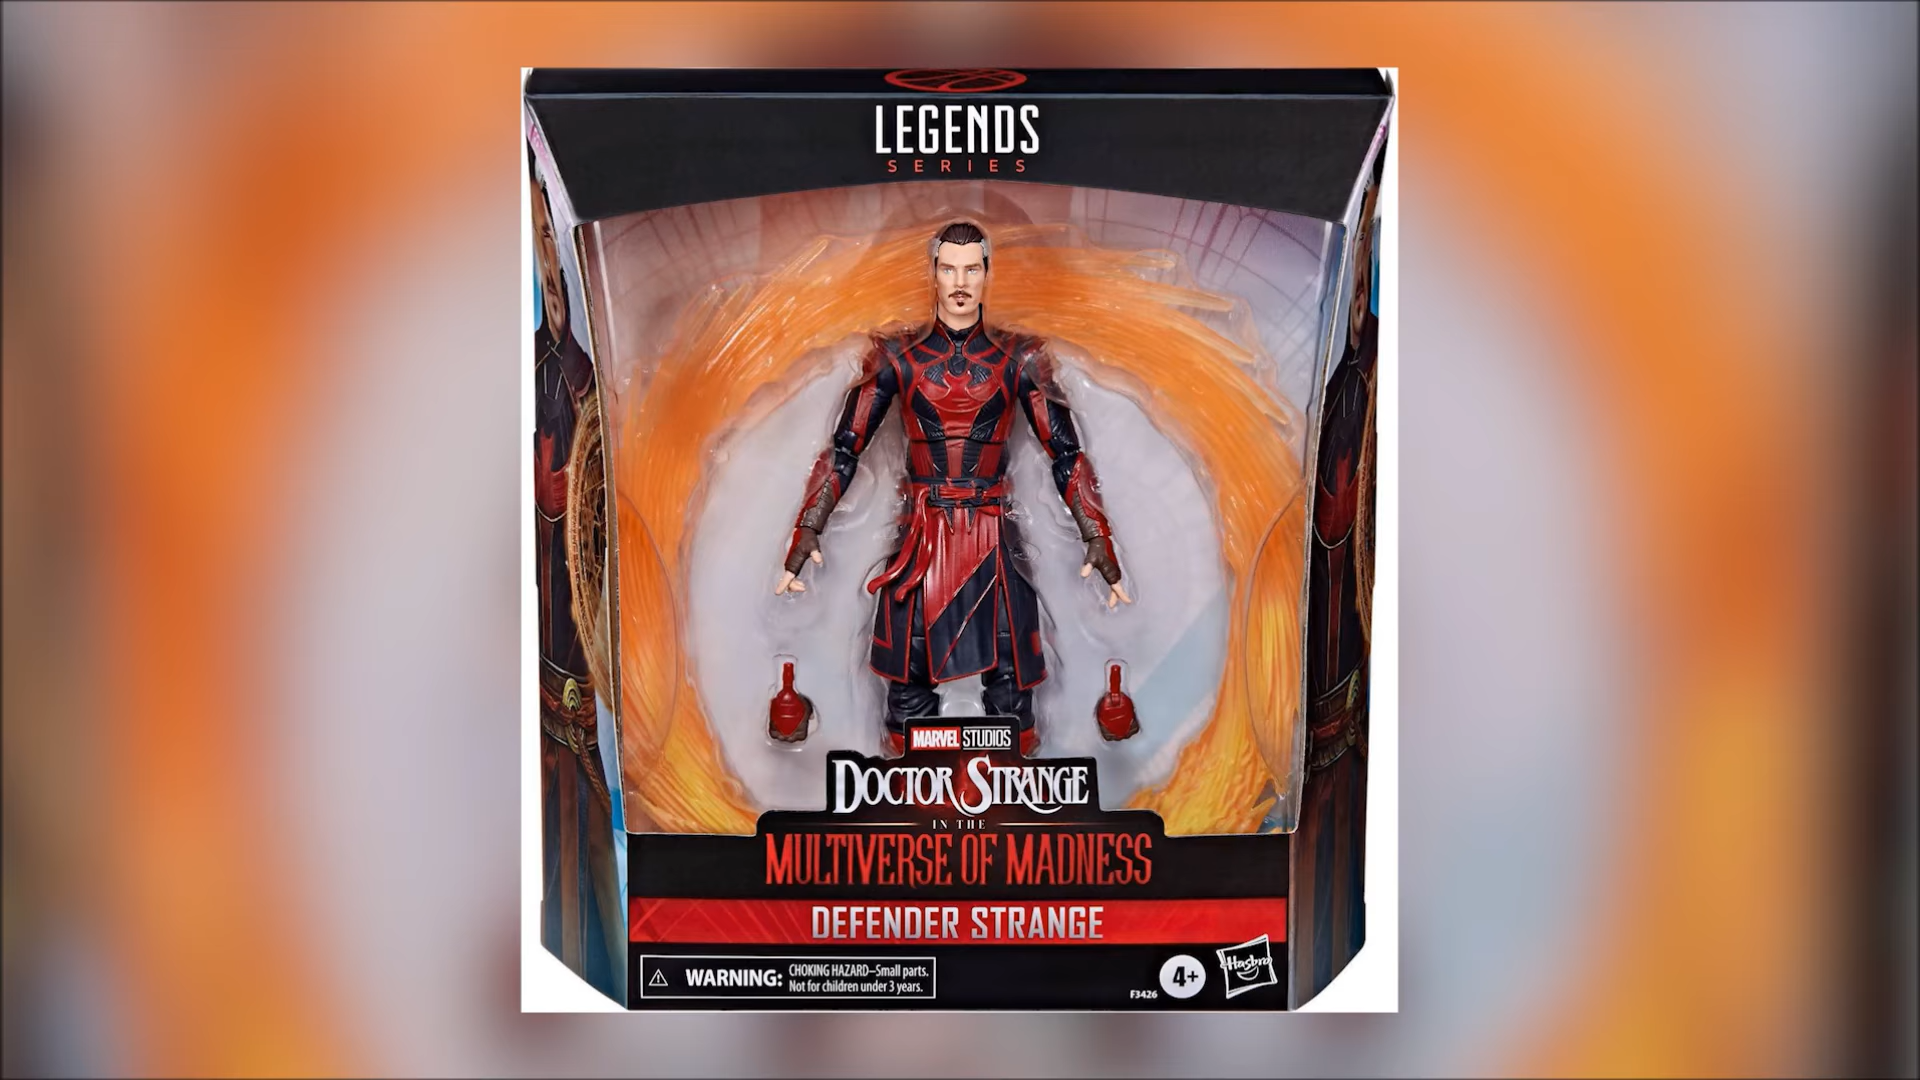 LEGENDS
SERIES
MARVEL STUDIOS
DOCTOR STRANGE
IN THE
MULTIVERSE OF MADNESS
DEFENDER STRANGE
WARNING: CHOKING HAZARD–Small parts.
Not for children under 3 years.
F3426
4+
Hasbro